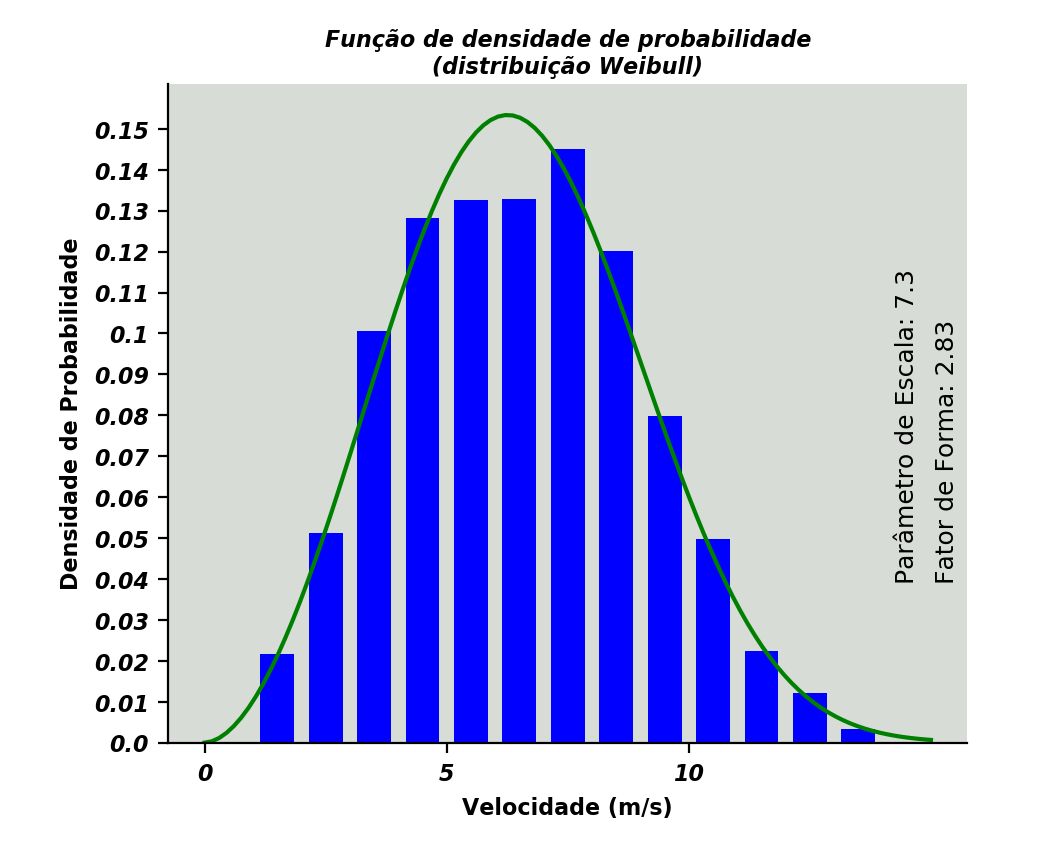 Função de densidade de probabilidade
(distribuição Weibull)
Densidade de Probabilidade
0.15
0.14
0.13
0.12
0.11
0.1
0.09
0.08
0.07
0.06
0.05
0.04
0.03
0.02
0.01
0.0
0 5 10
Velocidade (m/s)
Parâmetro de Escala: 7.3
Fator de Forma: 2.83